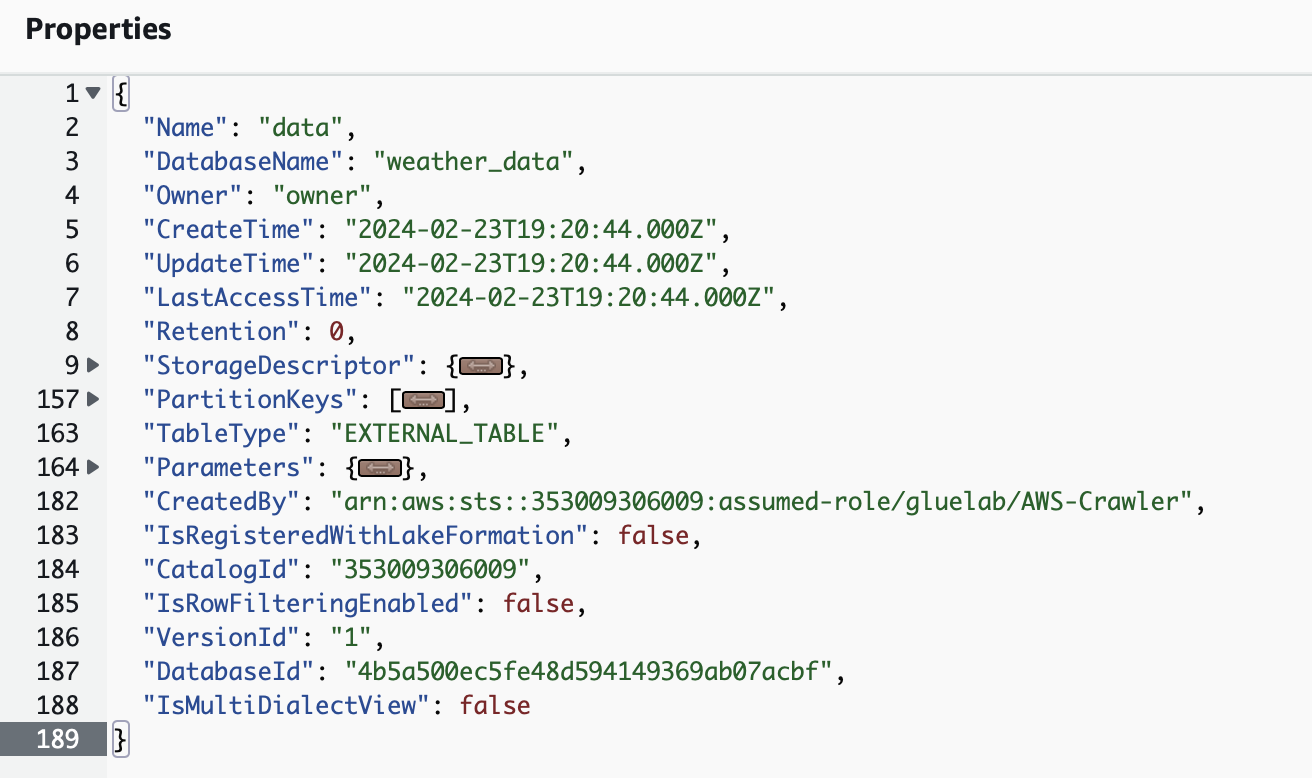 Properties
1 {
2 "Name": "data",
3 "DatabaseName": "weather_data",
4 "Owner": "owner",
5 "CreateTime": "2024-02-23T19:20:44.000Z",
6 "UpdateTime": "2024-02-23T19:20:44.000Z",
7 "LastAccessTime": "2024-02-23T19:20:44.000Z",
8 "Retention": 0,
9 "StorageDescriptor": {},
157 "PartitionKeys": [],
163 "TableType": "EXTERNAL_TABLE",
164 "Parameters": {},
182 "CreatedBy": "arn:aws:sts::353009306009:assumed-role/gluelab/AWS-Crawler",
183 "IsRegisteredWithLakeFormation": false,
184 "CatalogId": "353009306009",
185 "IsRowFilteringEnabled": false,
186 "VersionId": "1",
187 "DatabaseId": "4b5a500ec5fe48d594149369ab07acbf",
188 "IsMultiDialectView": false
189 }